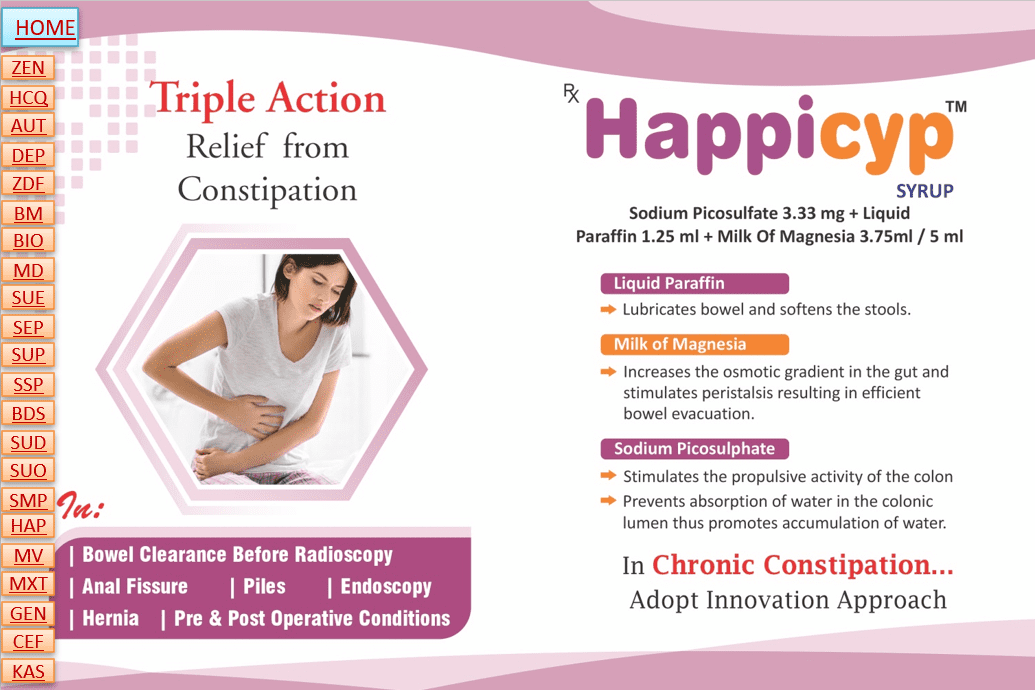 HOME
ZEN
HCQ
AUT
DEP
ZDF
BM
BIO
MD
SUE
SEP
SUP
SSP
BDS
SUD
SUO
SMP
HAP
MV
MXT
GEN
CEF
KAS
Triple Action
Relief from
Constipation
In:
| Bowel Clearance Before Radioscopy
| Anal Fissure | Piles | Endoscopy
| Hernia | Pre & Post Operative Conditions
Rx
Happicyp™
SYRUP
Sodium Picosulfate 3.33 mg + Liquid
Paraffin 1.25 ml + Milk Of Magnesia 3.75ml / 5 ml
Liquid Paraffin
Lubricates bowel and softens the stools.
Milk of Magnesia
Increases the osmotic gradient in the gut and
stimulates peristalsis resulting in efficient
bowel evacuation.
Sodium Picosulphate
Stimulates the propulsive activity of the colon
Prevents absorption of water in the colonic
lumen thus promotes accumulation of water.
In Chronic Constipation...
Adopt Innovation Approach